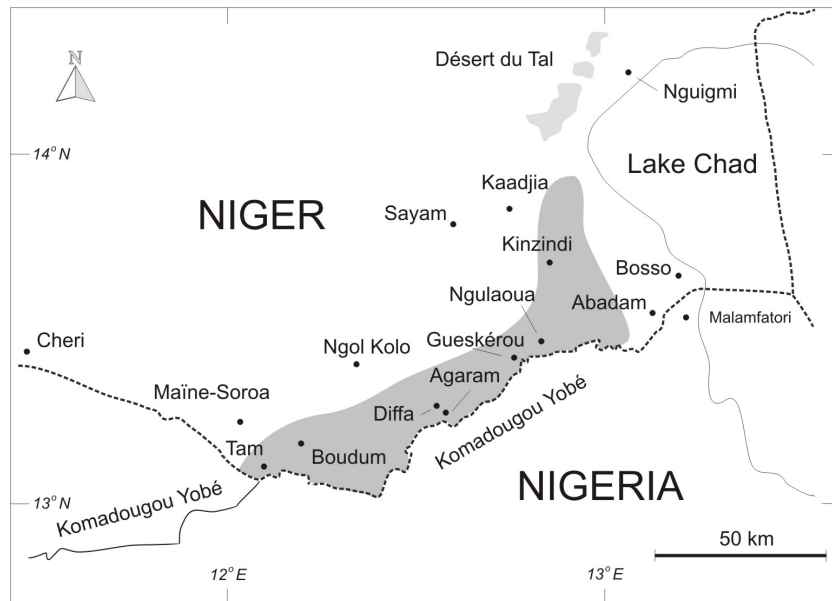 N
Désert du Tal
Nguigmi
14° N
Lake Chad
Kaadjia
NIGER
Sayam
Kinzindi
Bosso
Ngulaoua
Abadam
Malamfatori
Cheri
Ngol Kolo
Gueskérou
Agaram
Maïne-Soroa
Diffa
Komadougou Yobé
Tam
Boudum
NIGERIA
13° N
Komadougou Yobé
50 km
12° E
13° E